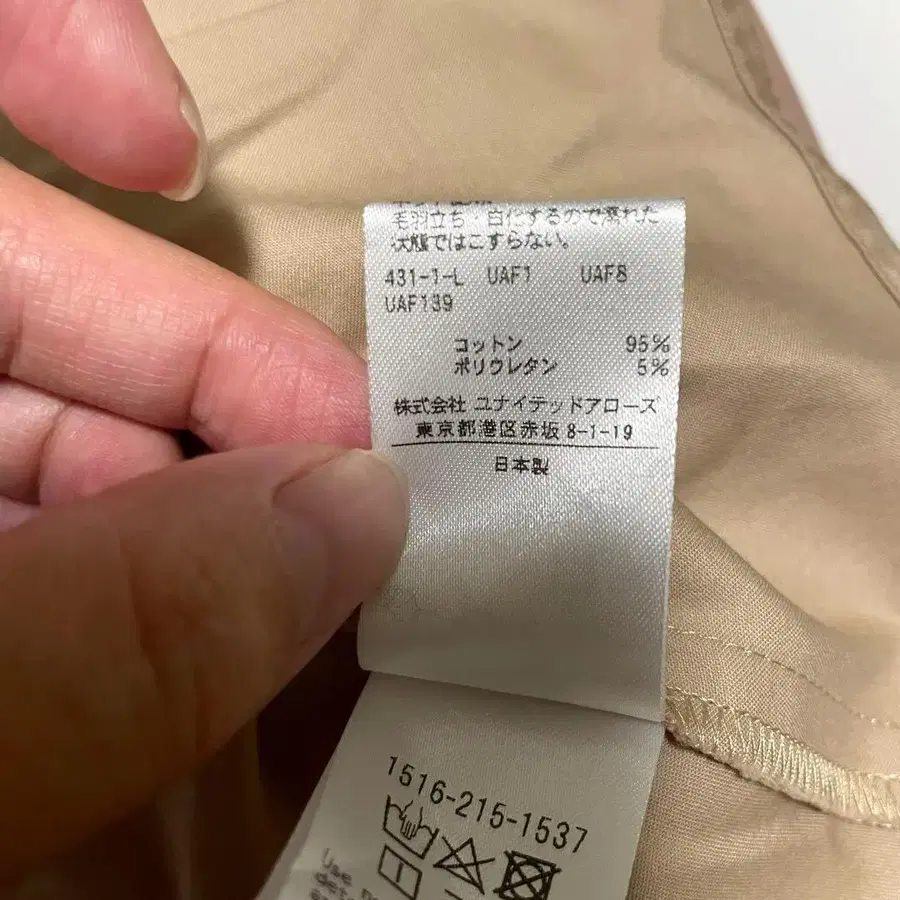 毛羽立ち、白化するので濡れた
状態ではこすらない。
431-1-L UAF1 UAF8
UAF139
コットン 95%
ポリウレタン 5%
株式会社 ユナイテッドアローズ
東京都港区赤坂8-1-19
日本製
1516-215-1537